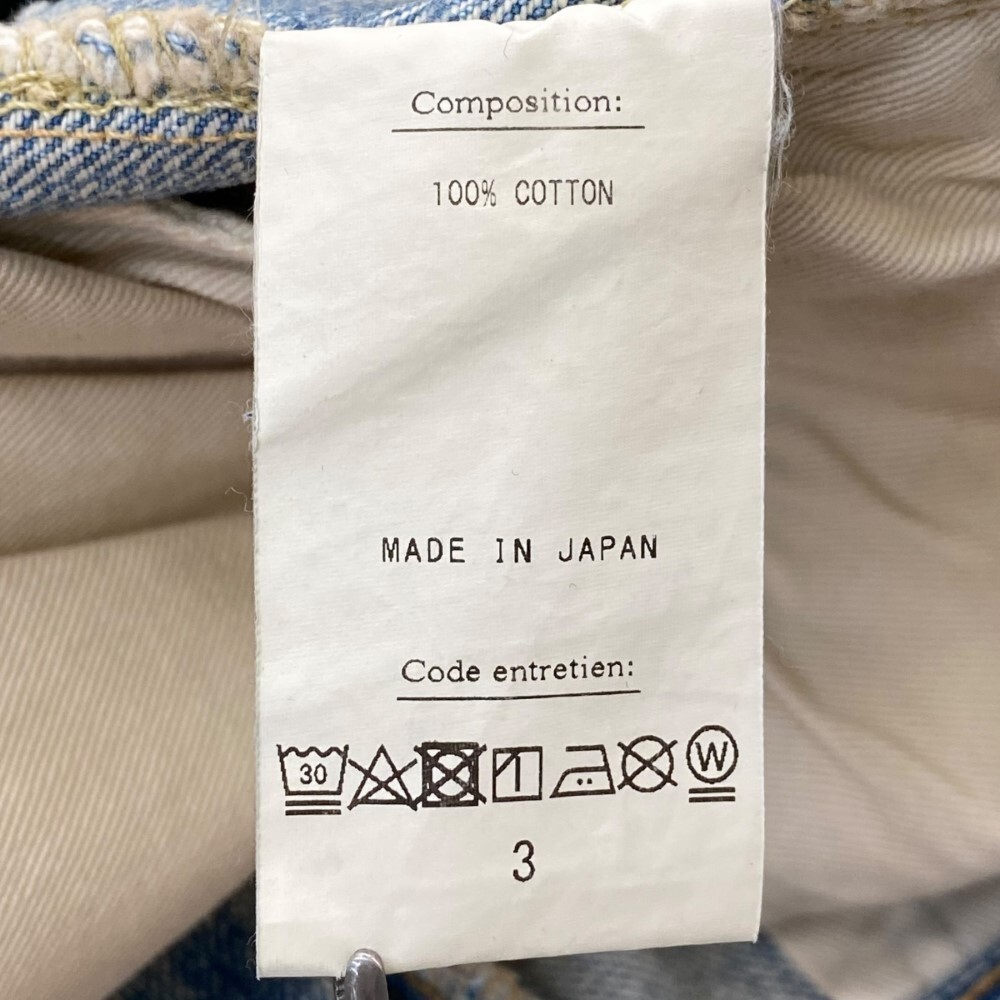 Composition:
100% COTTON
MADE IN JAPAN
Code entretien:
30 W
3